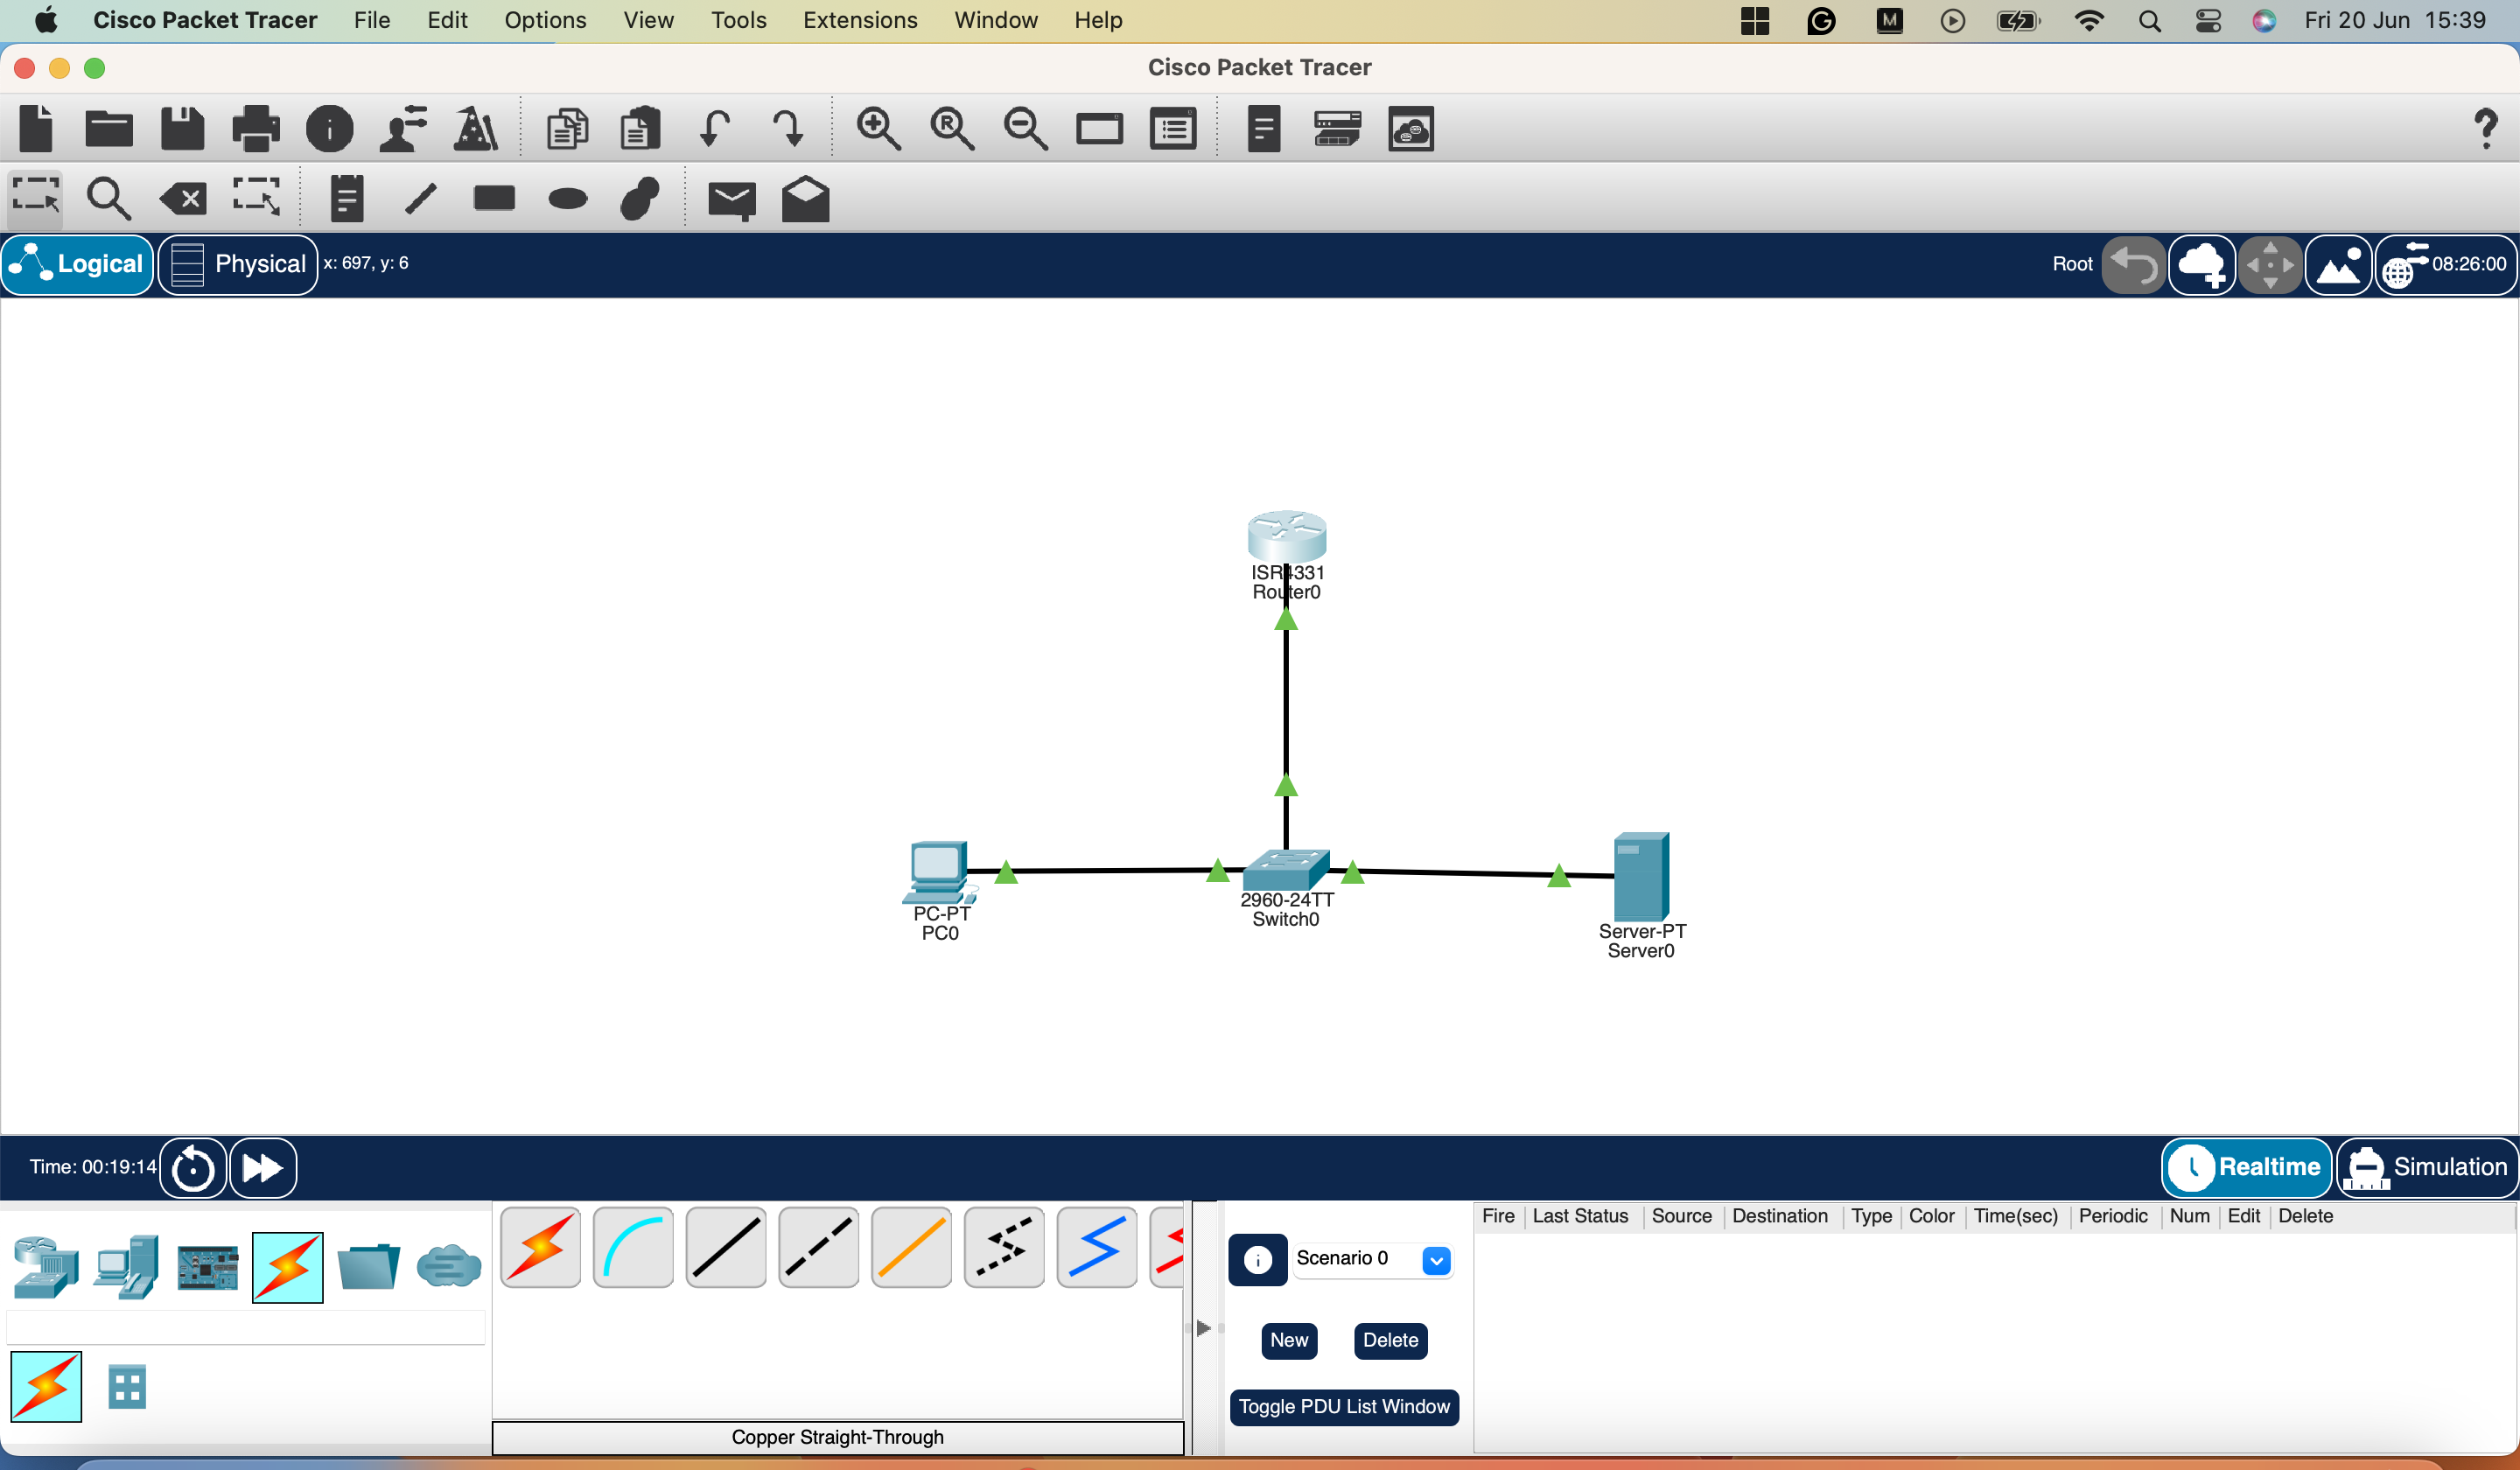 Cisco Packet Tracer File Edit Options View Tools Extensions Window Help M Fri 20 Jun 15:39
Cisco Packet Tracer
R
Logical Physical x: 697, y: 6 Root 08:26:00
ISR4331
Router0
PC-PT
PC0
2960-24TT
Switch0
Server-PT
Server0
Time: 00:19:14 Realtime Simulation
Fire Last Status Source Destination Type Color Time(sec) Periodic Num Edit Delete
Scenario 0
New Delete
Toggle PDU List Window
Copper Straight-Through